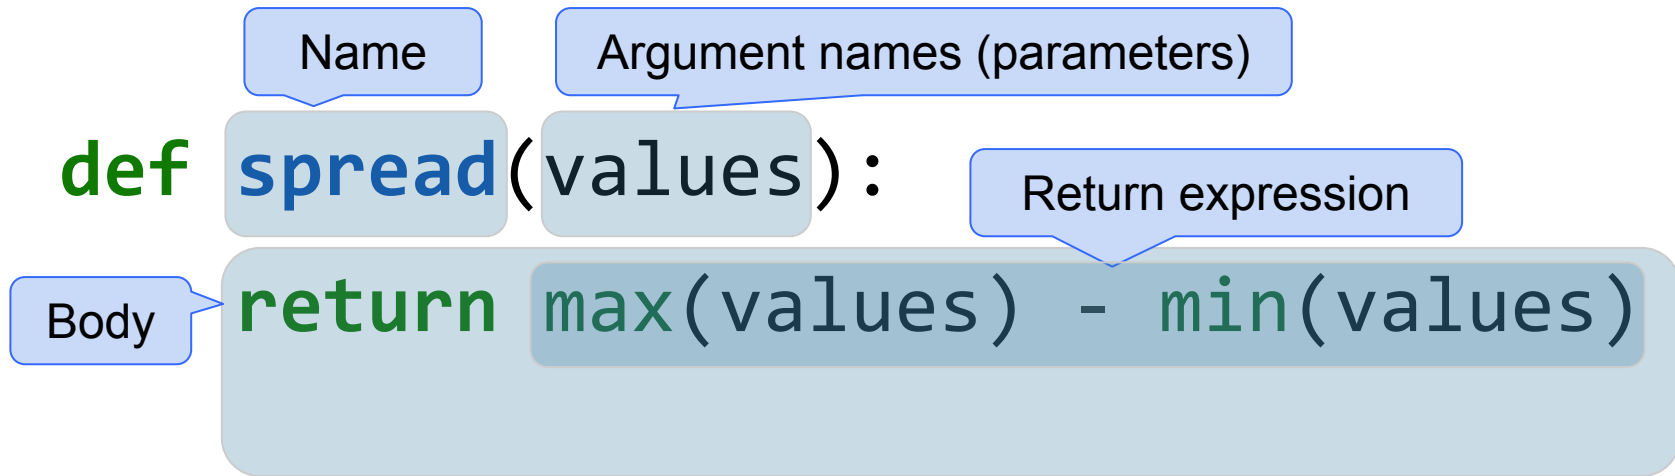 Name
Argument names (parameters)
def spread(values):
Return expression
Body
return max(values) - min(values)